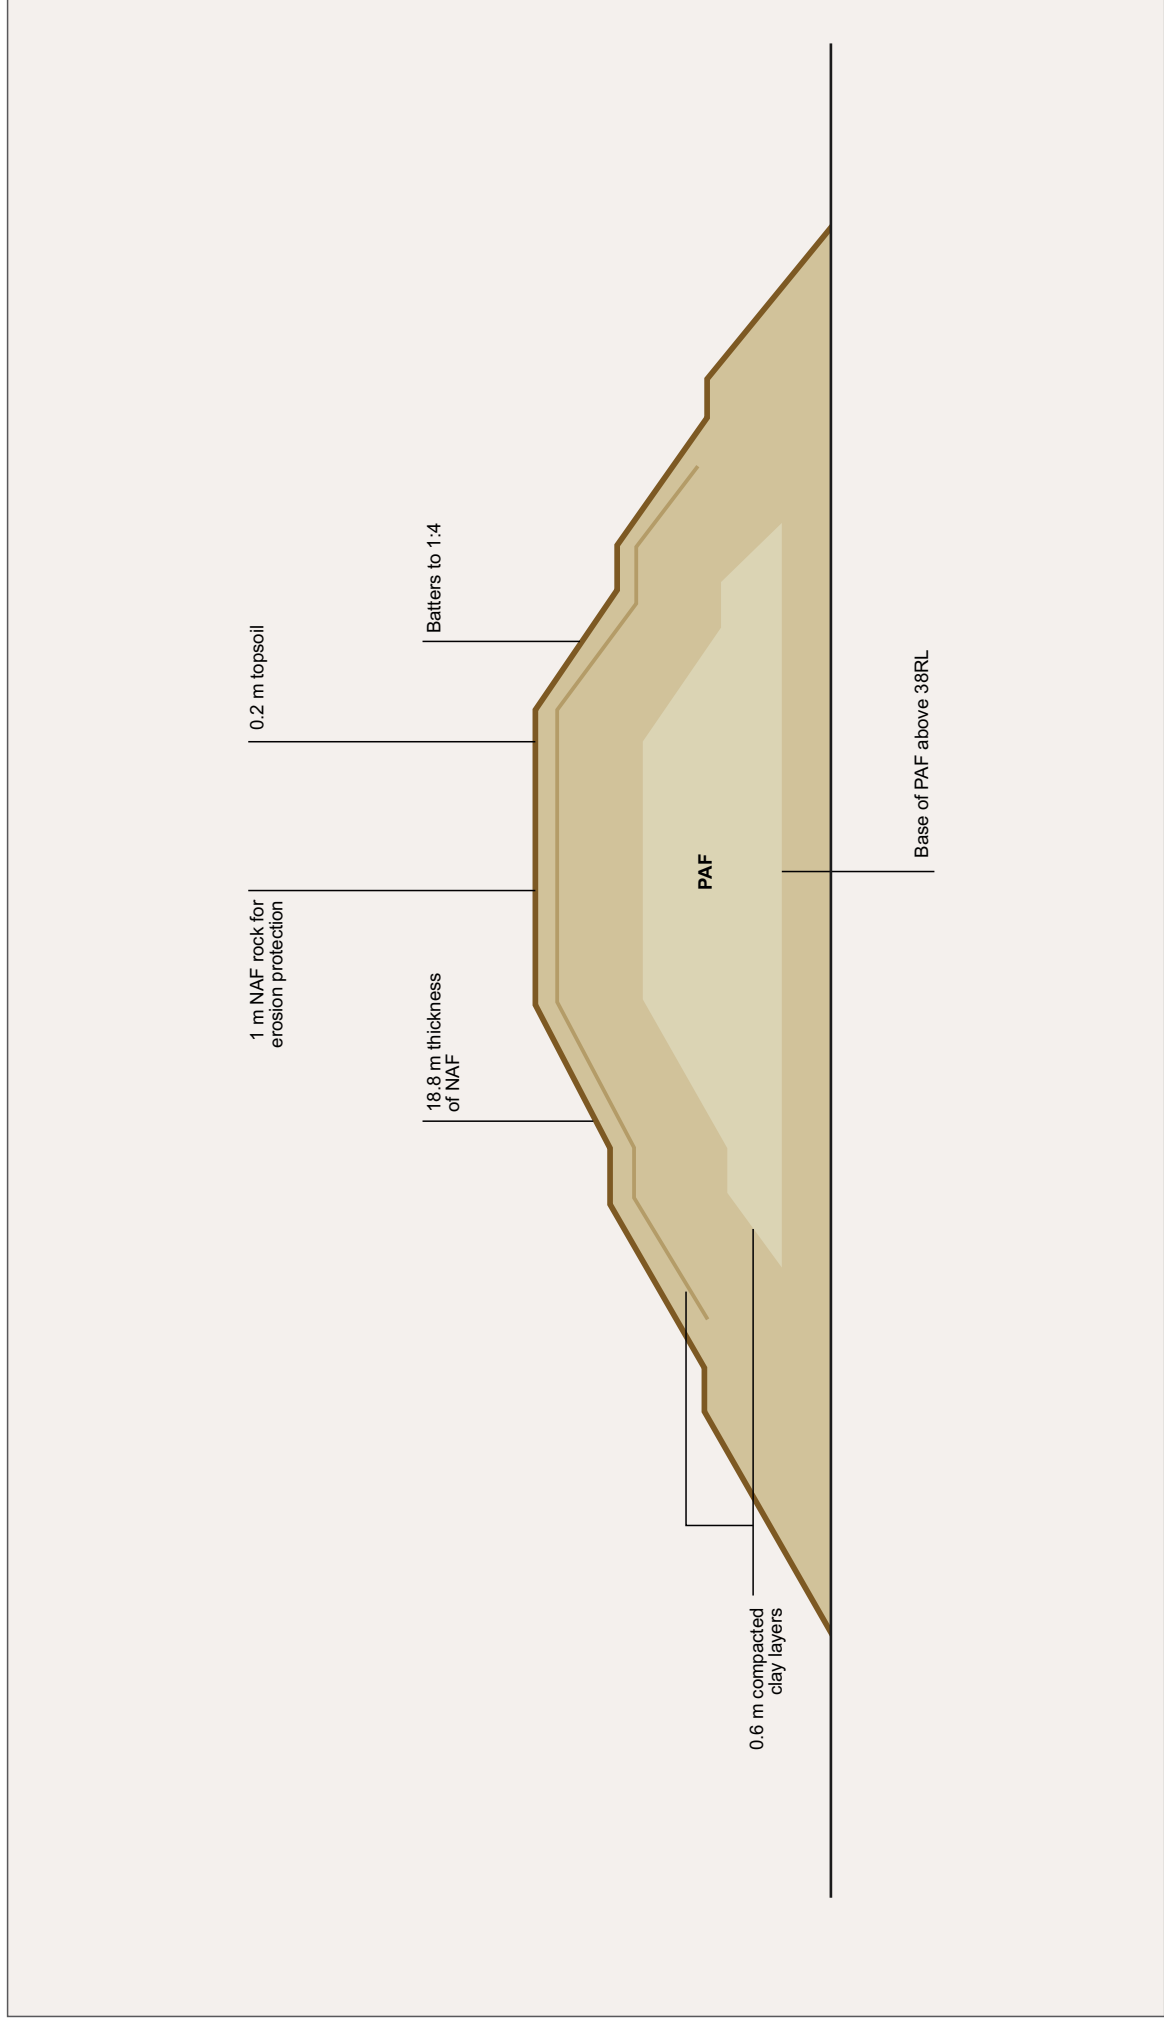 1 m NAF rock for
erosion protection
0.2 m topsoil
18.8 m thickness
of NAF
Batters to 1:4
PAF
0.6 m compacted
clay layers
Base of PAF above 38RL